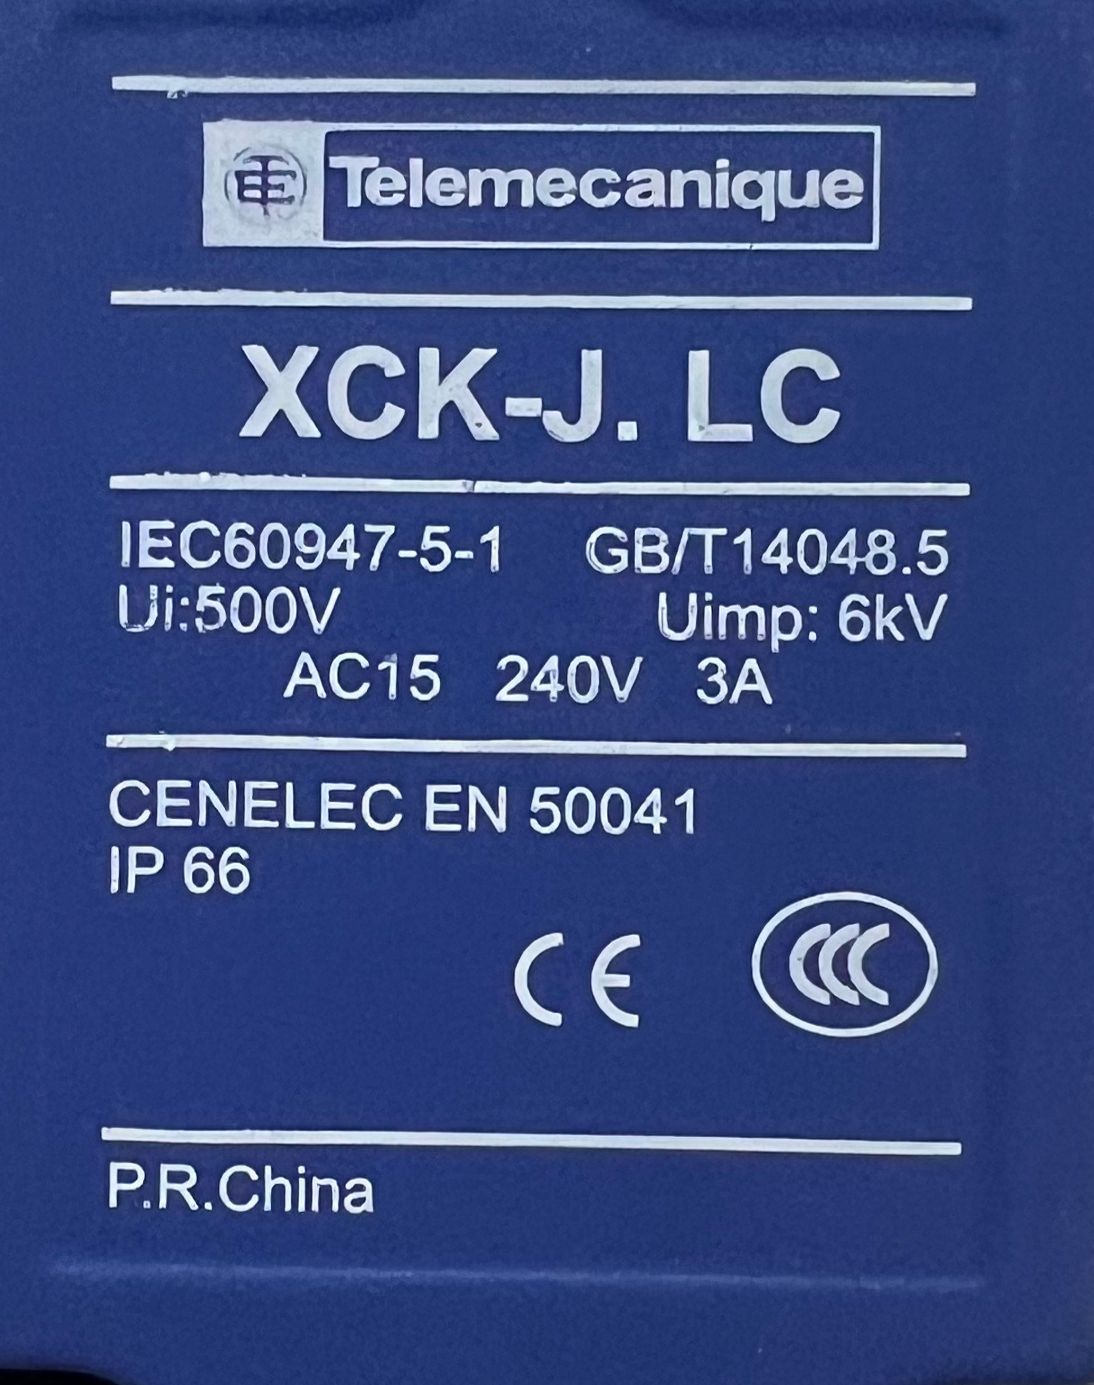 TE Telemecanique
XCK-J. LC
IEC60947-5-1 GB/T14048.5
Ui:500V Uimp: 6kV
AC15 240V 3A
CENELEC EN 50041
IP 66
CE CCC
P.R.China